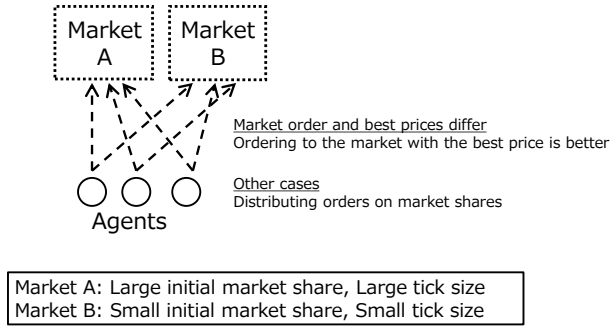 Market
A
Market
B
Market order and best prices differ
Ordering to the market with the best price is better
Other cases
Distributing orders on market shares
Agents
Market A: Large initial market share, Large tick size
Market B: Small initial market share, Small tick size